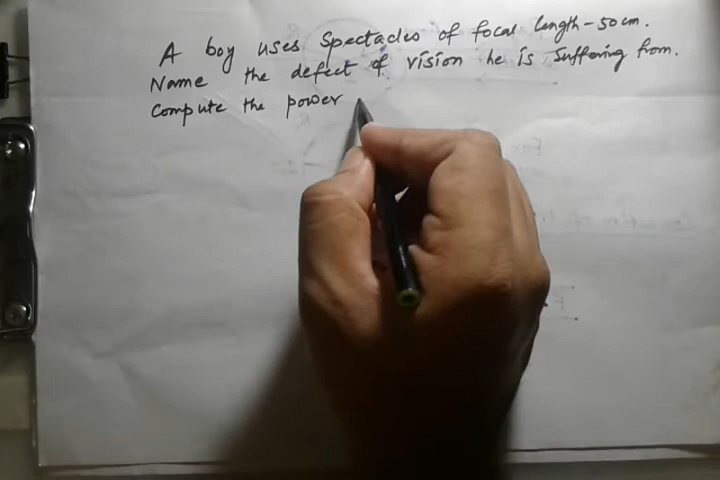 A boy uses Spectacles of focal length - 50 cm.
Name the defect of vision he is Suffering from.
Compute the power